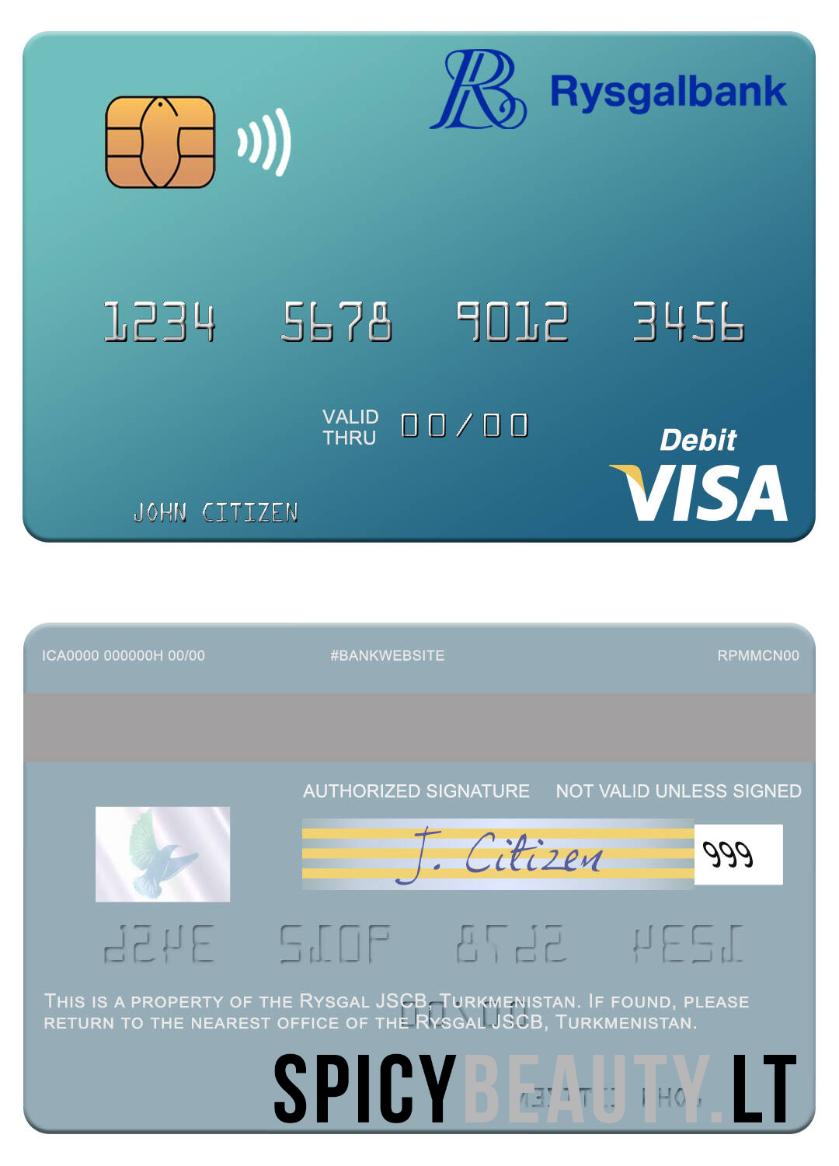 Rysgalbank
1234 5678 9012 3456
VALID THRU 00/00
Debit
VISA
JOHN CITIZEN
ICA0000 000000H 00/00 #BANKWEBSITE RPMMCN00
AUTHORIZED SIGNATURE NOT VALID UNLESS SIGNED
J. Citizen 999
THIS IS A PROPERTY OF THE RYSGAL JSCB, TURKMENISTAN. IF FOUND, PLEASE
RETURN TO THE NEAREST OFFICE OF THE RYSGAL JSCB, TURKMENISTAN.
SPICYBEAUTY.LT